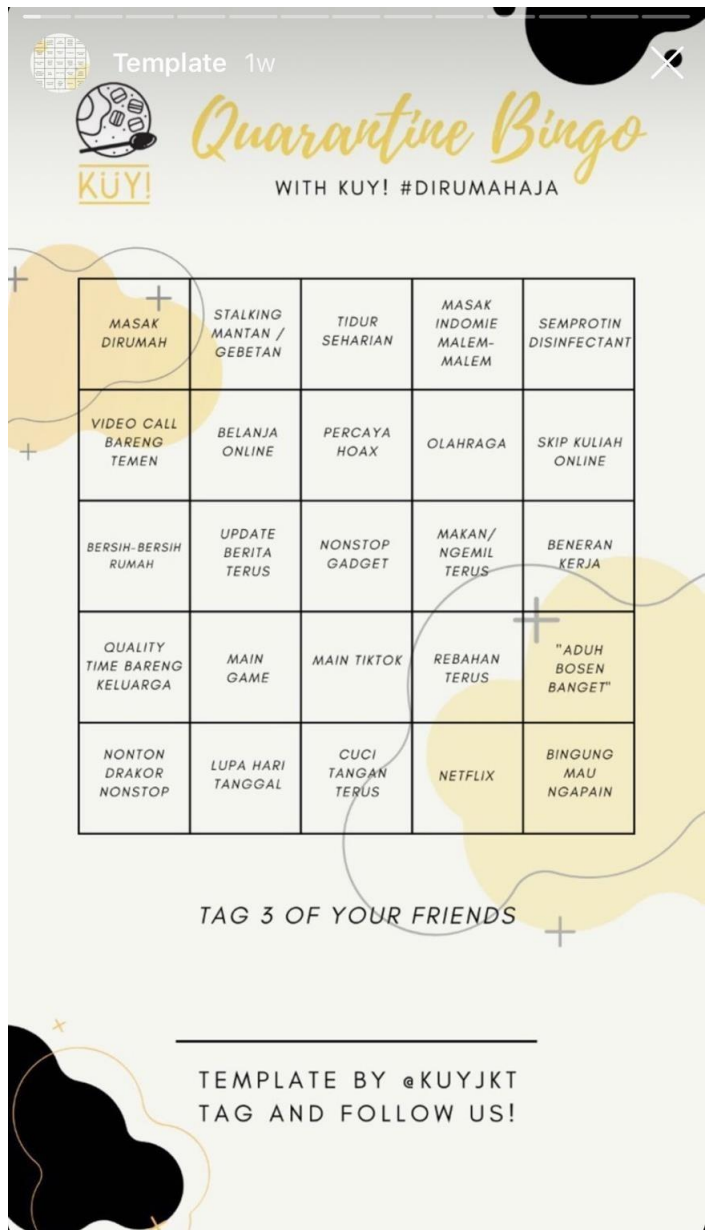 Template 1w
Quarantine Bingo
KUY!
WITH KUY! #DIRUMAHAJA
MASAK
DIRUMAH
STALKING
MANTAN /
GEBETAN
TIDUR
SEHARIAN
MASAK
INDOMIE
MALEM-
MALEM
SEMPROTIN
DISINFECTANT
VIDEO CALL
BARENG
TEMEN
BELANJA
ONLINE
PERCAYA
HOAX
OLAHRAGA
SKIP KULIAH
ONLINE
BERSIH-BERSIH
RUMAH
UPDATE
BERITA
TERUS
NONSTOP
GADGET
MAKAN/
NGEMIL
TERUS
BENERAN
KERJA
QUALITY
TIME BARENG
KELUARGA
MAIN
GAME
MAIN TIKTOK
REBAHAN
TERUS
"ADUH
BOSEN
BANGET"
NONTON
DRAKOR
NONSTOP
LUPA HARI
TANGGAL
CUCI
TANGAN
TERUS
NETFLIX
BINGUNG
MAU
NGAPAIN
TAG 3 OF YOUR FRIENDS
TEMPLATE BY @KUYJKT
TAG AND FOLLOW US!